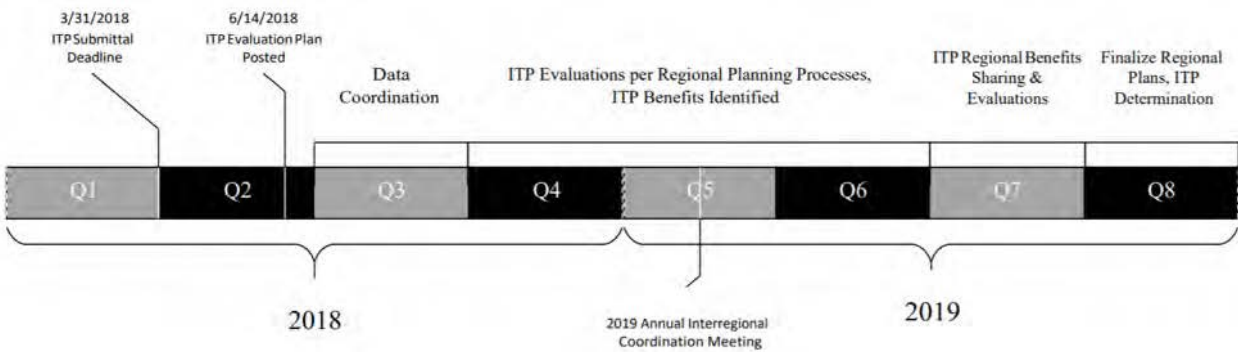 3/31/2018
ITP Submittal
Deadline
6/14/2018
ITP Evaluation Plan
Posted
Data
Coordination
ITP Evaluations per Regional Planning Processes,
ITP Benefits Identified
ITP Regional Benefits
Sharing &
Evaluations
Finalize Regional
Plans, ITP
Determination
Q1
Q2
Q3
Q4
Q5
Q6
Q7
Q8
2018
2019 Annual Interregional
Coordination Meeting
2019